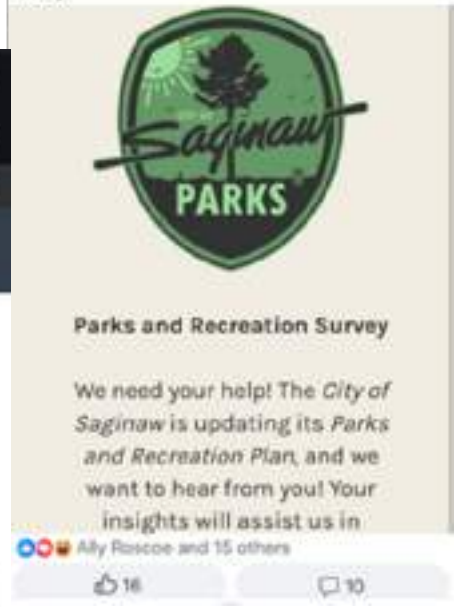 Saginaw
PARKS
Parks and Recreation Survey
We need your help! The City of
Saginaw is updating its Parks
and Recreation Plan, and we
want to hear from you! Your
insights will assist us in
Ally Roscoe and 15 others
16
10